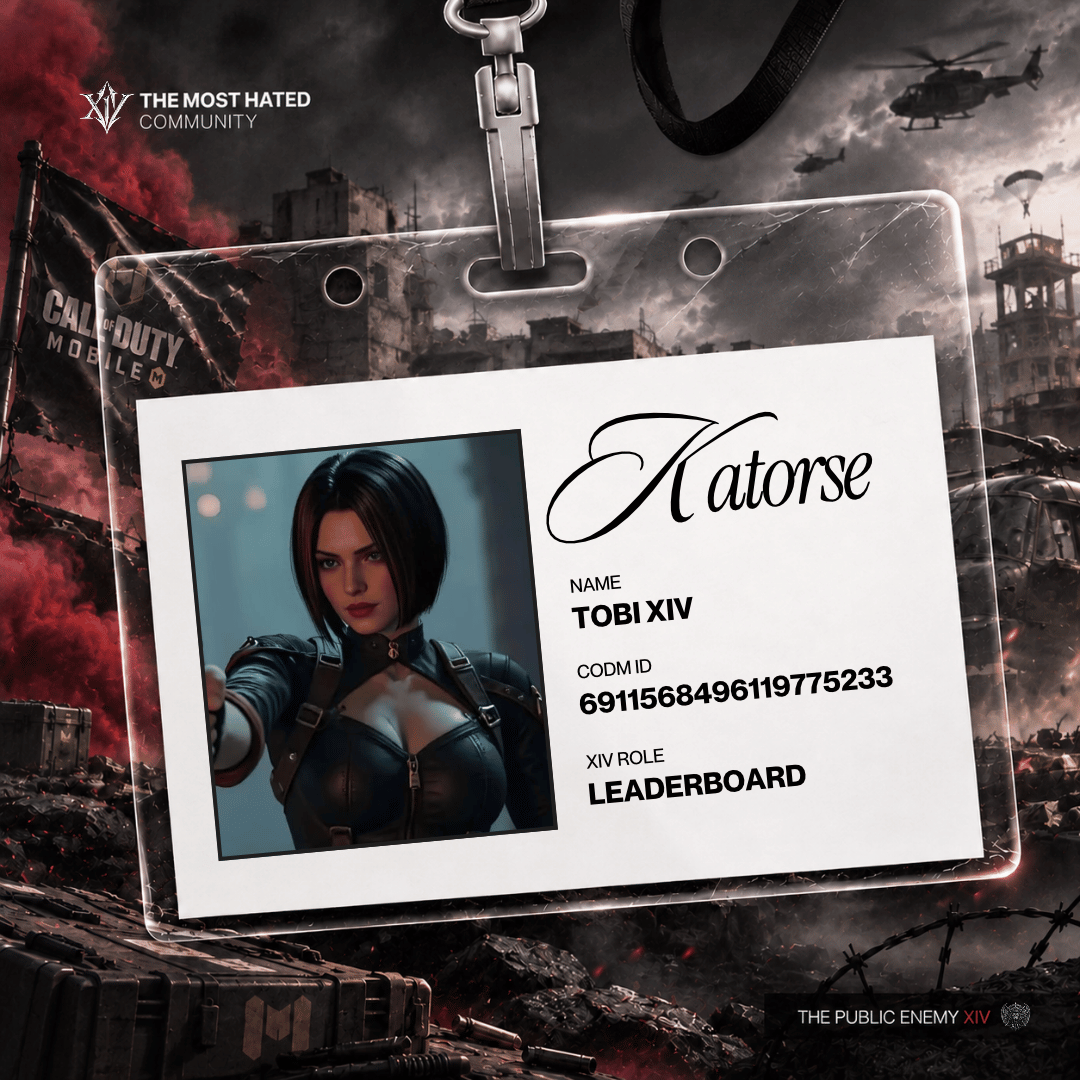 XIV THE MOST HATED
COMMUNITY
CALL OF DUTY
MOBILE
Katorse
NAME
TOBI XIV
CODM ID
6911568496119775233
XIV ROLE
LEADERBOARD
THE PUBLIC ENEMY XIV